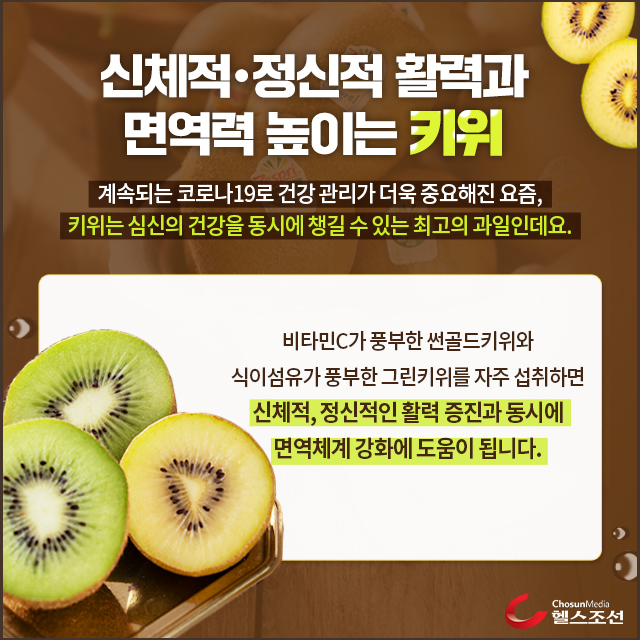 신체적·정신적 활력과
면역력 높이는 키위
계속되는 코로나19로 건강 관리가 더욱 중요해진 요즘,
키위는 심신의 건강을 동시에 챙길 수 있는 최고의 과일인데요.
비타민C가 풍부한 썬골드키위와
식이섬유가 풍부한 그린키위를 자주 섭취하면
신체적, 정신적인 활력 증진과 동시에
면역체계 강화에 도움이 됩니다.
ChosunMedia
헬스조선